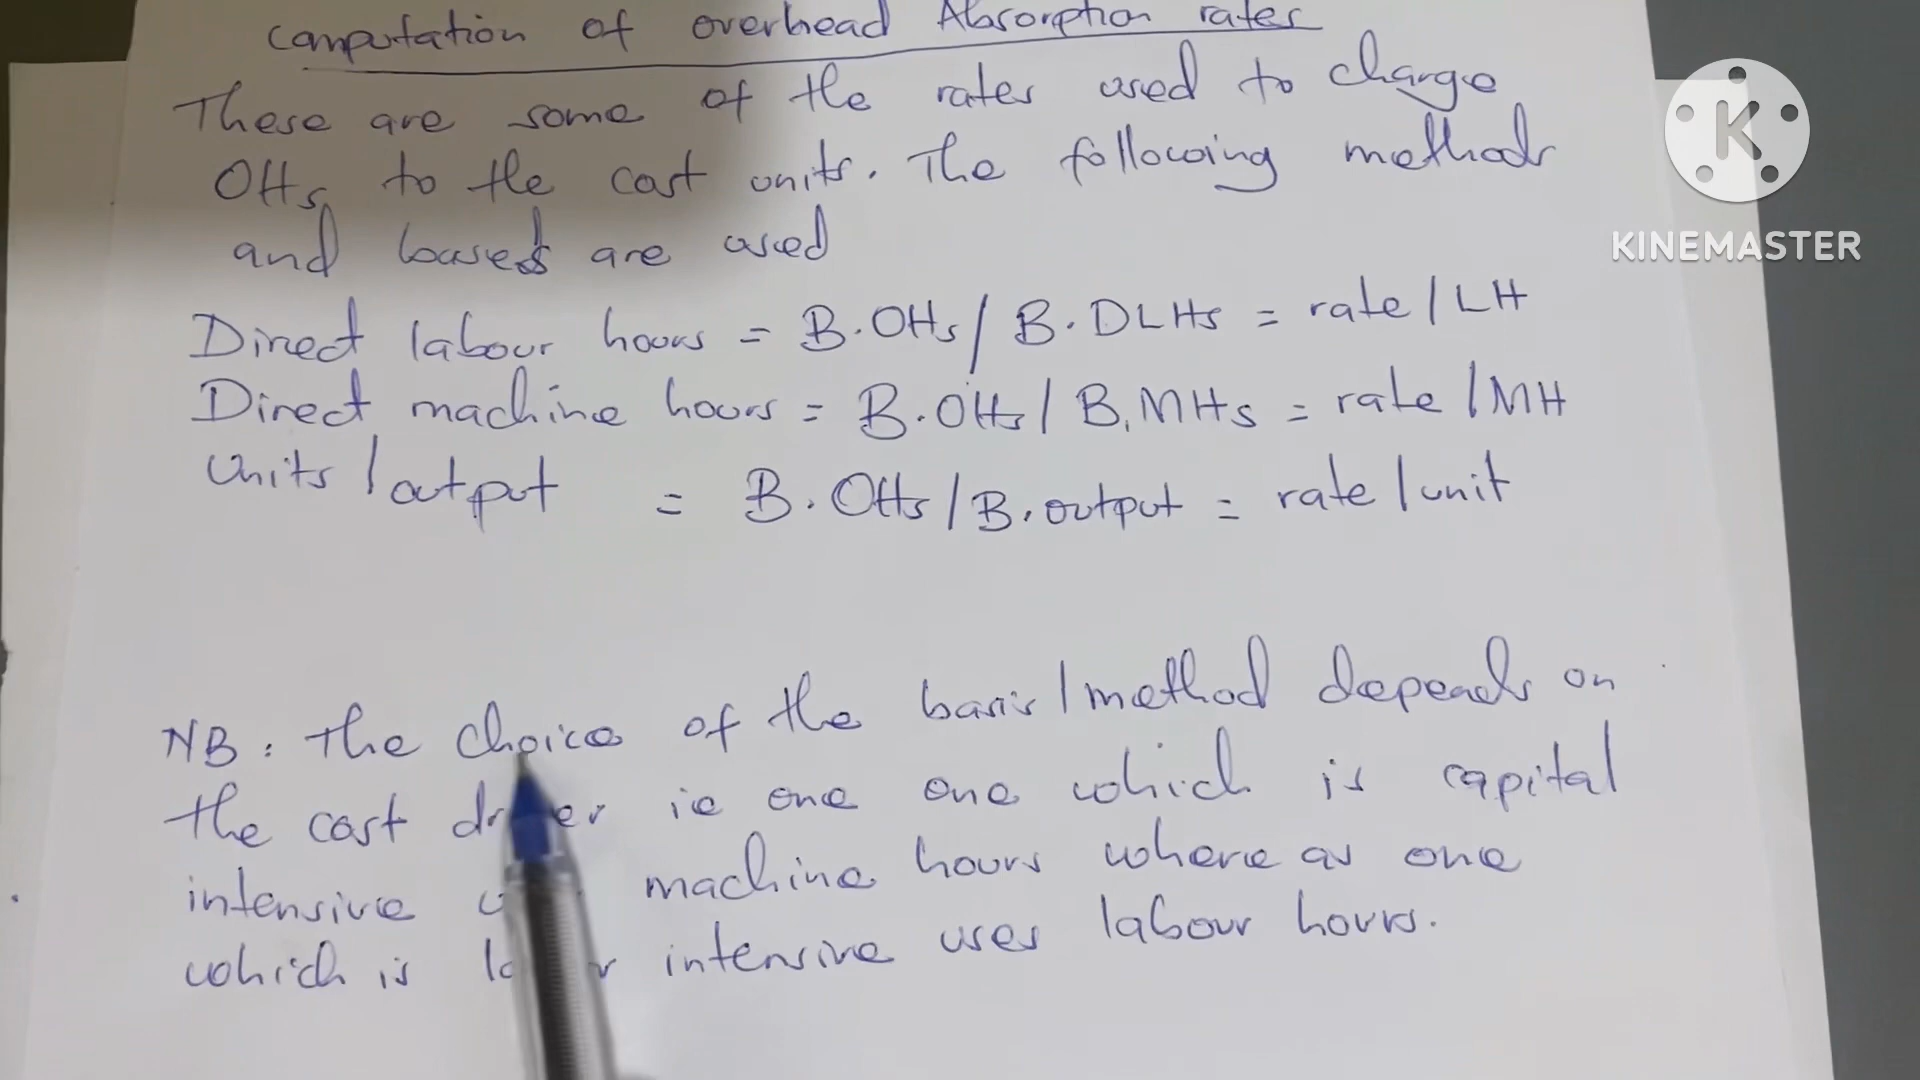 Computation of overhead Absorption rates
These are some of the rates used to charge
OHs to the cost units. The following methods
and bases are used
Direct labour hours = B.OHs / B.DLHs = rate / LH
Direct machine hours = B.OHs / B.MHs = rate / MH
Units / output = B.OHs / B.output = rate / unit
NB: The choice of the basis / method depends on
the cost ie one one which is capital
intensive machine hours where as one
which is intensive uses labour hours.
K
KINEMASTER